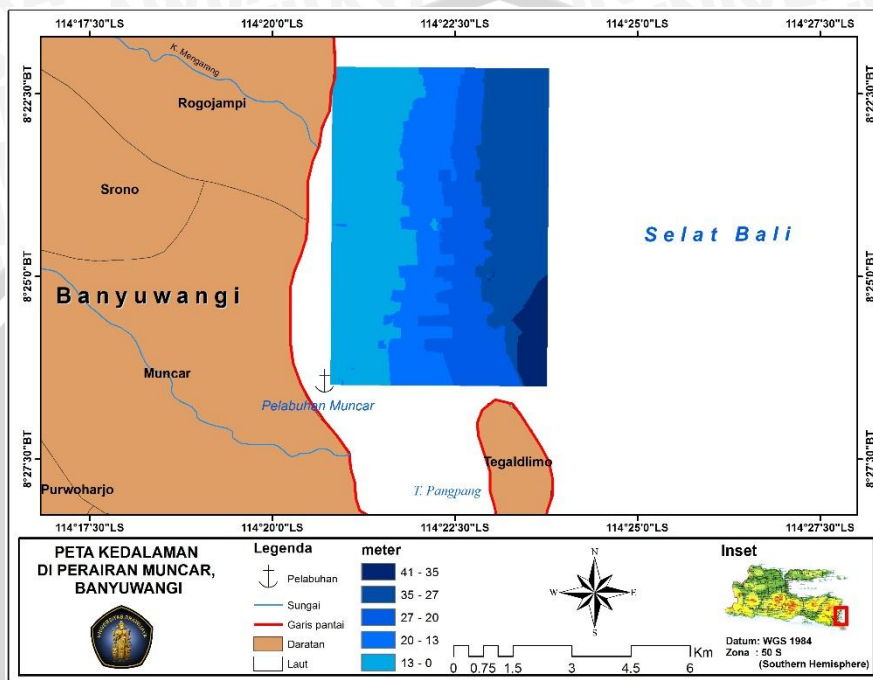 114°17'30"LS 114°20'0"LS 114°22'30"LS 114°25'0"LS 114°27'30"LS
8°22'30"BT
8°22'30"BT
K. Mengarang
Rogojampi
Srono
Selat Bali
8°25'0"BT
8°25'0"BT
Banyuwangi
Muncar
Pelabuhan Muncar
8°27'30"BT
8°27'30"BT
Tegaldlimo
Purwoharjo
T. Pangpang
114°17'30"LS 114°20'0"LS 114°22'30"LS 114°25'0"LS 114°27'30"LS
PETA KEDALAMAN
DI PERAIRAN MUNCAR,
BANYUWANGI
UNIVERSITAS BRAWIJAYA
Legenda
Pelabuhan
Sungai
Garis pantai
Daratan
Laut
meter
41 - 35
35 - 27
27 - 20
20 - 13
13 - 0
N
W E
S
Km
0 0.75 1.5 3 4.5 6
Inset
Datum: WGS 1984
Zona : 50 S
(Southern Hemisphere)